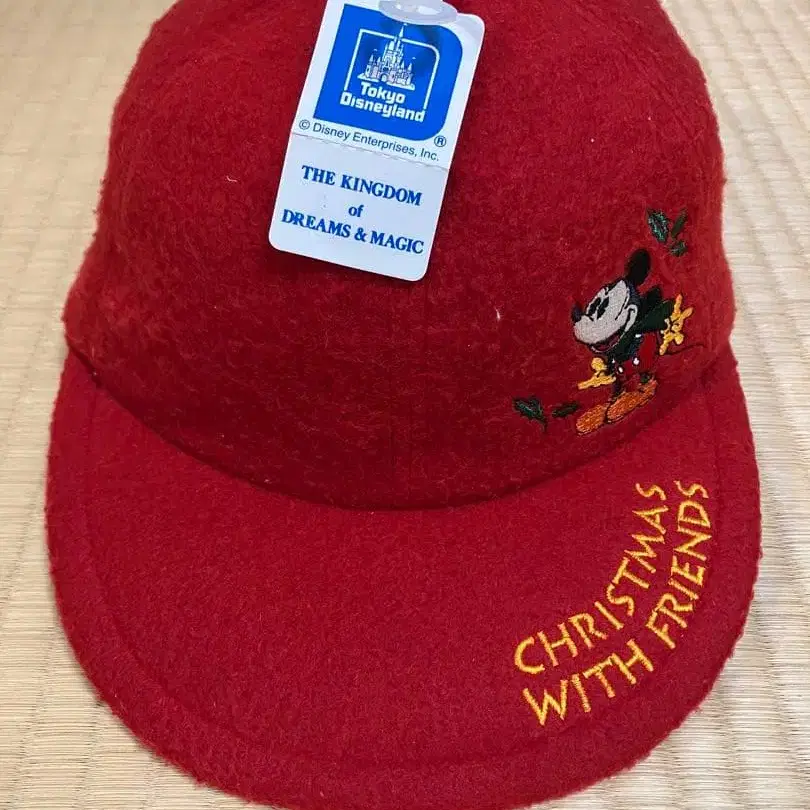 Tokyo
Disneyland
®
© Disney Enterprises, Inc.
THE KINGDOM
of
DREAMS & MAGIC
CHRISTMAS
WITH FRIENDS